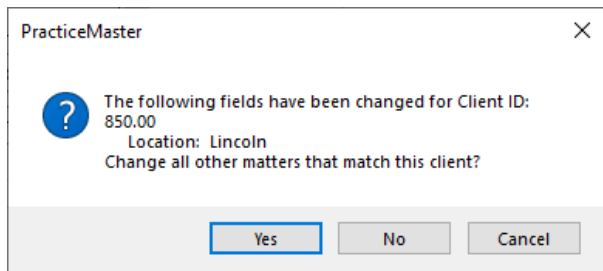 PracticeMaster
The following fields have been changed for Client ID:
850.00
Location: Lincoln
Change all other matters that match this client?
Yes
No
Cancel